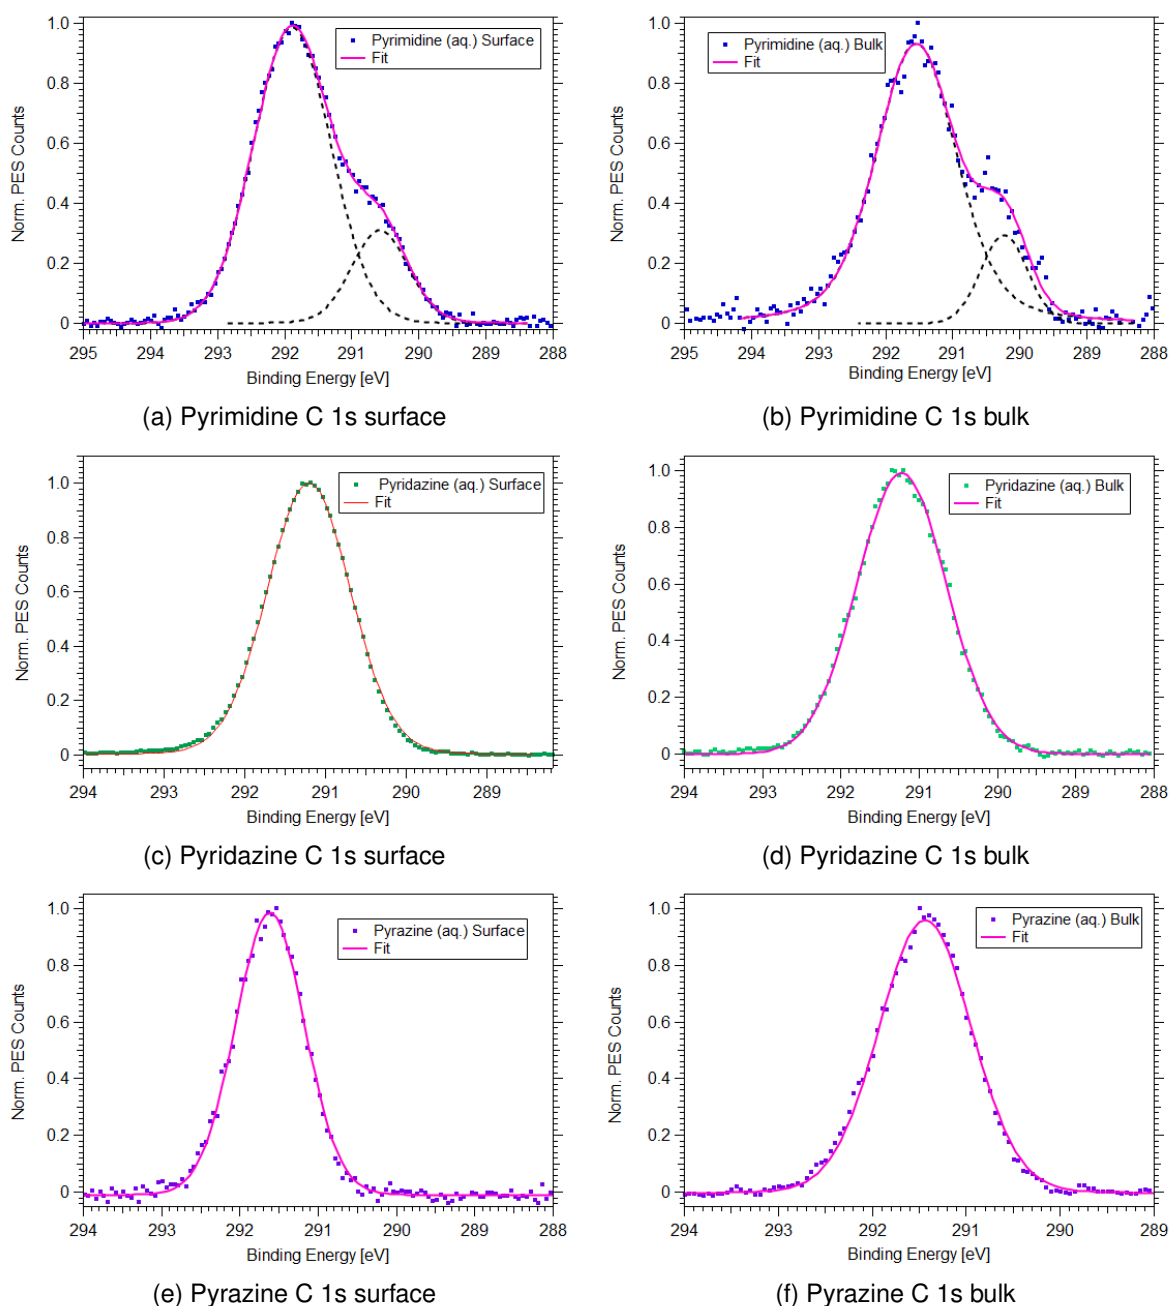 1.0
0.8
0.6
0.4
0.2
0
Norm. PES Counts
Pyrimidine (aq.) Surface
Fit
295 294 293 292 291 290 289 288
Binding Energy [eV]
(a) Pyrimidine C 1s surface
1.0
0.8
0.6
0.4
0.2
0
Norm. PES Counts
Pyrimidine (aq.) Bulk
Fit
295 294 293 292 291 290 289 288
Binding Energy [eV]
(b) Pyrimidine C 1s bulk
1.0
0.8
0.6
0.4
0.2
0
Norm. PES Counts
Pyridazine (aq.) Surface
Fit
294 293 292 291 290 289
Binding Energy [eV]
(c) Pyridazine C 1s surface
1.0
0.8
0.6
0.4
0.2
0
Norm. PES Counts
Pyridazine (aq.) Bulk
Fit
294 293 292 291 290 289 288
Binding Energy [eV]
(d) Pyridazine C 1s bulk
1.0
0.8
0.6
0.4
0.2
0
Norm. PES Counts
Pyrazine (aq.) Surface
Fit
294 293 292 291 290 289 288
Binding Energy [eV]
(e) Pyrazine C 1s surface
1.0
0.8
0.6
0.4
0.2
0
Norm. PES Counts
Pyrazine (aq.) Bulk
Fit
294 293 292 291 290 289
Binding Energy [eV]
(f) Pyrazine C 1s bulk